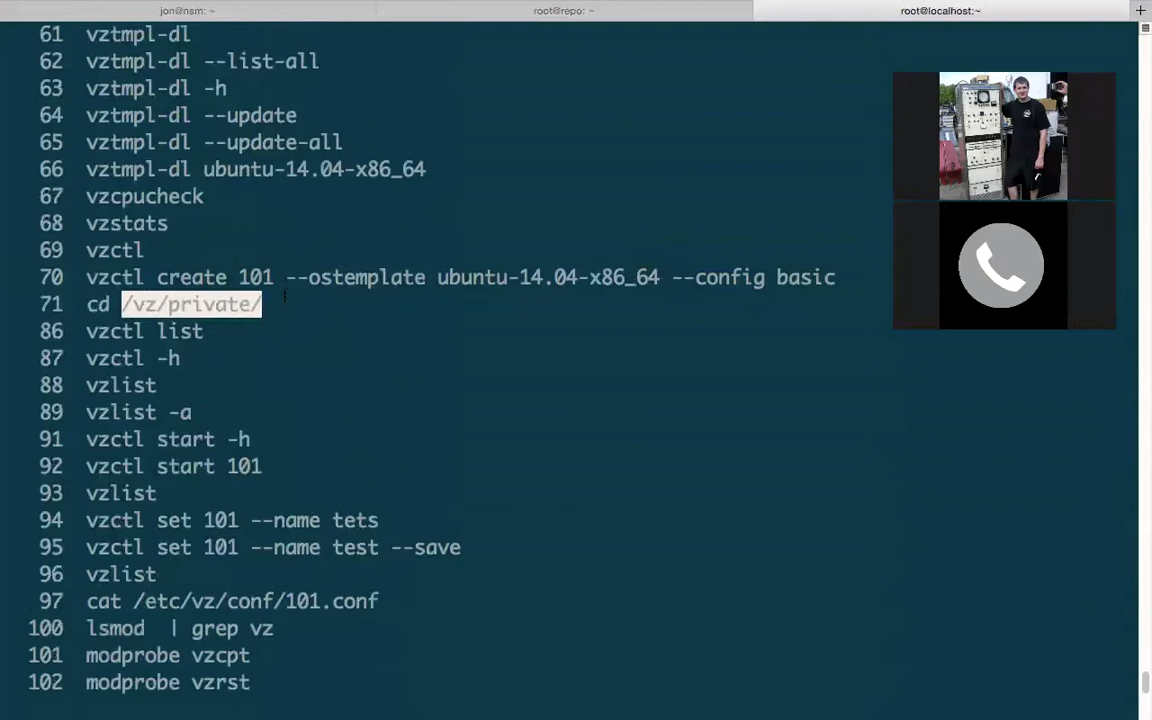 jon@nsm: ~
root@repo: ~
root@localhost:~
61 vztmpl-dl
62 vztmpl-dl --list-all
63 vztmpl-dl -h
64 vztmpl-dl --update
65 vztmpl-dl --update-all
66 vztmpl-dl ubuntu-14.04-x86_64
67 vzcpucheck
68 vzstats
69 vzctl
70 vzctl create 101 --ostemplate ubuntu-14.04-x86_64 --config basic
71 cd /vz/private/
86 vzctl list
87 vzctl -h
88 vzlist
89 vzlist -a
91 vzctl start -h
92 vzctl start 101
93 vzlist
94 vzctl set 101 --name tets
95 vzctl set 101 --name test --save
96 vzlist
97 cat /etc/vz/conf/101.conf
100 lsmod | grep vz
101 modprobe vzcpt
102 modprobe vzrst